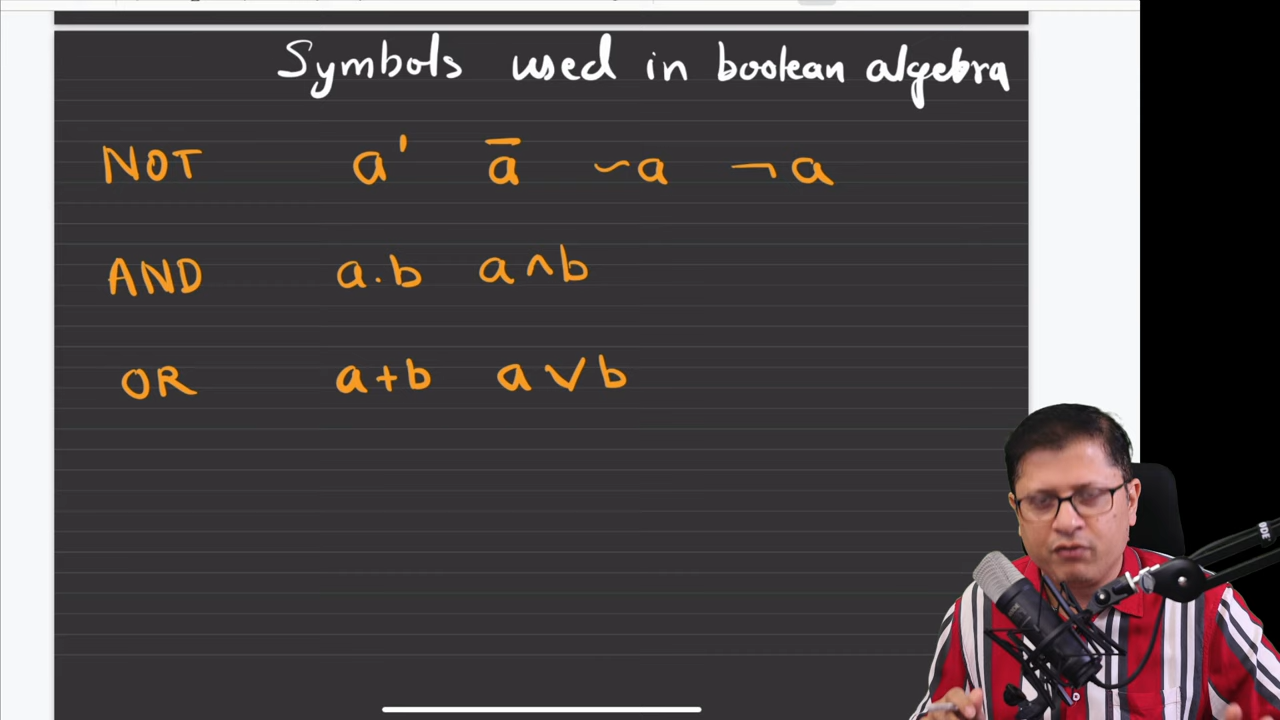 Symbols used in boolean algebra
NOT a' a̅ ~a ¬a
AND a.b a∧b
OR a+b a∨b